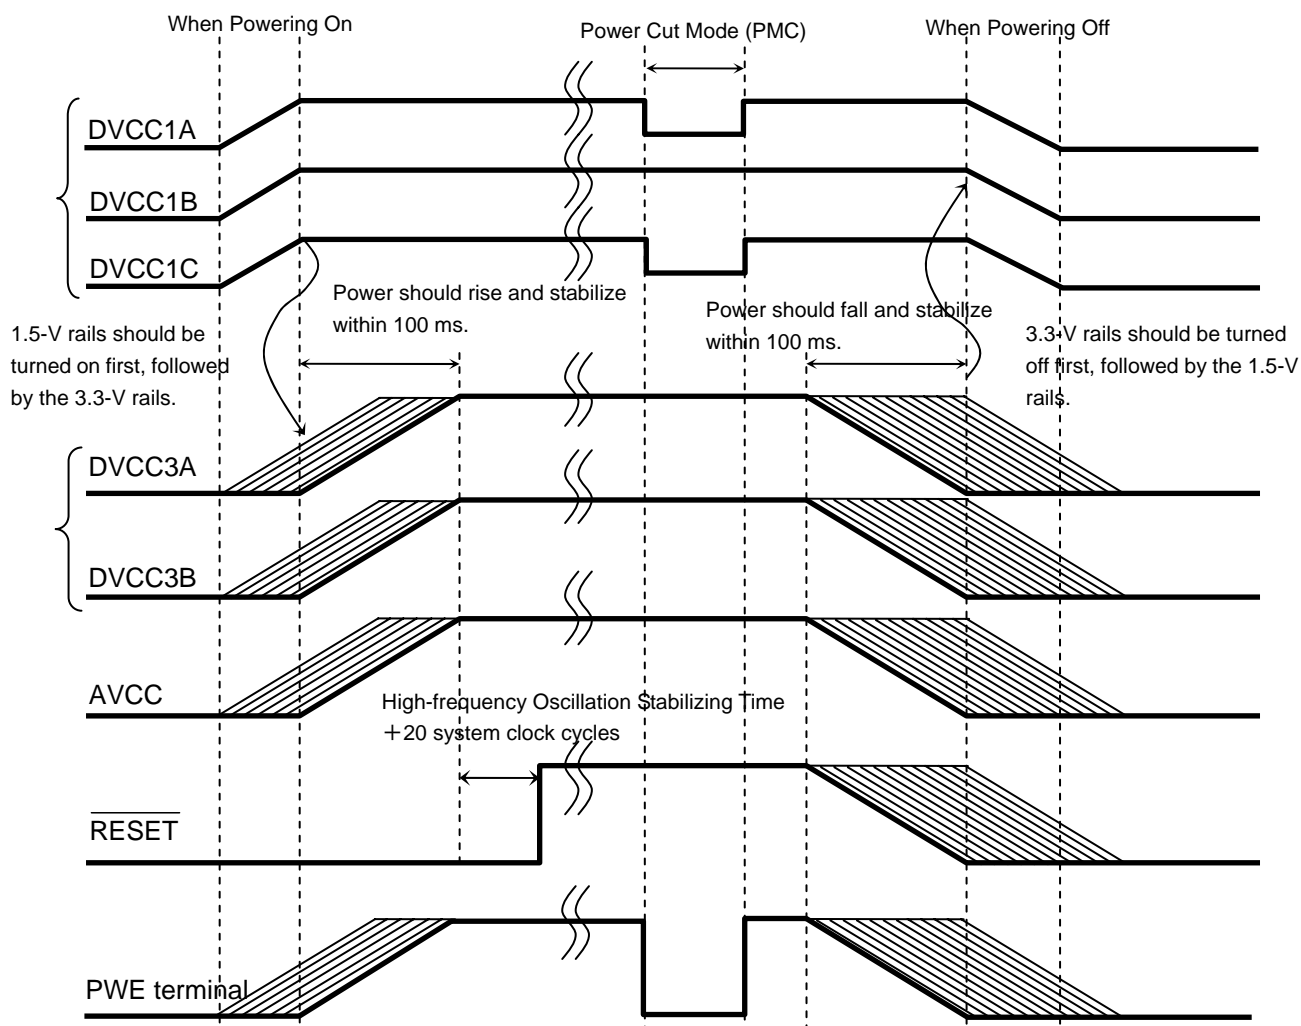 When Powering On
Power Cut Mode (PMC)
When Powering Off
DVCC1A
DVCC1B
DVCC1C
Power should rise and stabilize
within 100 ms.
Power should fall and stabilize
within 100 ms.
1.5-V rails should be
turned on first, followed
by the 3.3-V rails.
3.3-V rails should be turned
off first, followed by the 1.5-V
rails.
DVCC3A
DVCC3B
AVCC
High-frequency Oscillation Stabilizing Time
+20 system clock cycles
RESET
PWE terminal